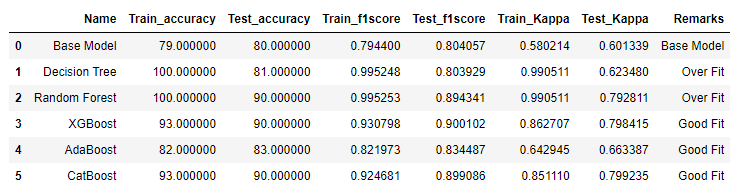 Name Train_accuracy Test_accuracy Train_f1score Test_f1score Train_Kappa Test_Kappa Remarks
0 Base Model 79.000000 80.000000 0.794400 0.804057 0.580214 0.601339 Base Model
1 Decision Tree 100.000000 81.000000 0.995248 0.803929 0.990511 0.623480 Over Fit
2 Random Forest 100.000000 90.000000 0.995253 0.894341 0.990511 0.792811 Over Fit
3 XGBoost 93.000000 90.000000 0.930798 0.900102 0.862707 0.798415 Good Fit
4 AdaBoost 82.000000 83.000000 0.821973 0.834487 0.642945 0.663387 Good Fit
5 CatBoost 93.000000 90.000000 0.924681 0.899086 0.851110 0.799235 Good Fit